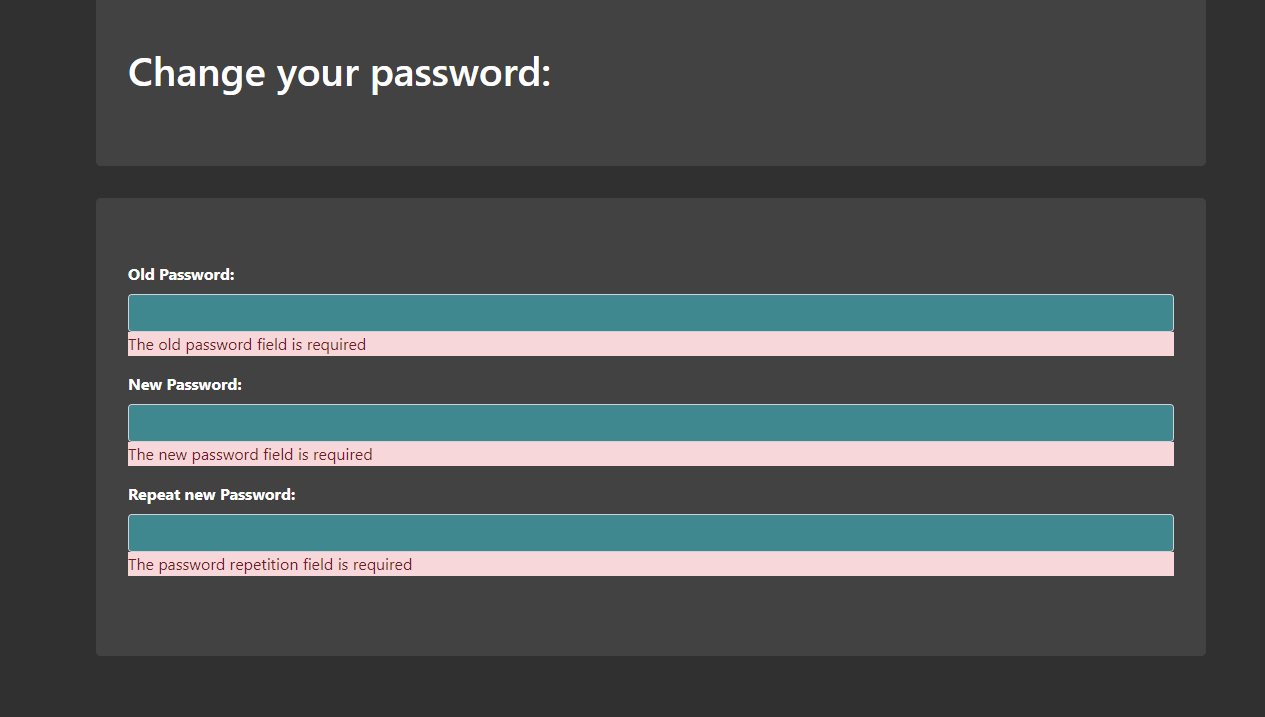 Change your password:
Old Password:
The old password field is required
New Password:
The new password field is required
Repeat new Password:
The password repetition field is required